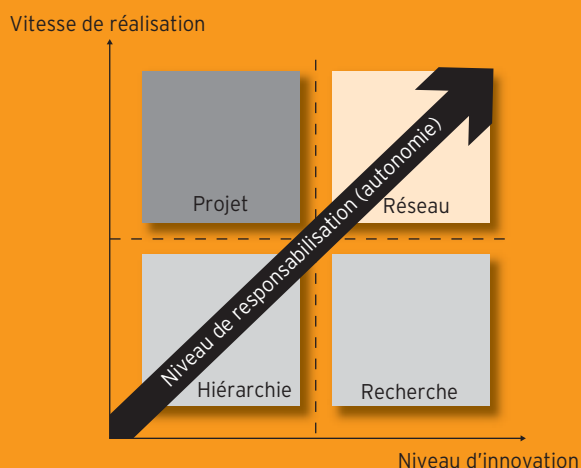 Vitesse de réalisation
Projet
Réseau
Niveau de responsabilisation (autonomie)
Hiérarchie
Recherche
Niveau d'innovation